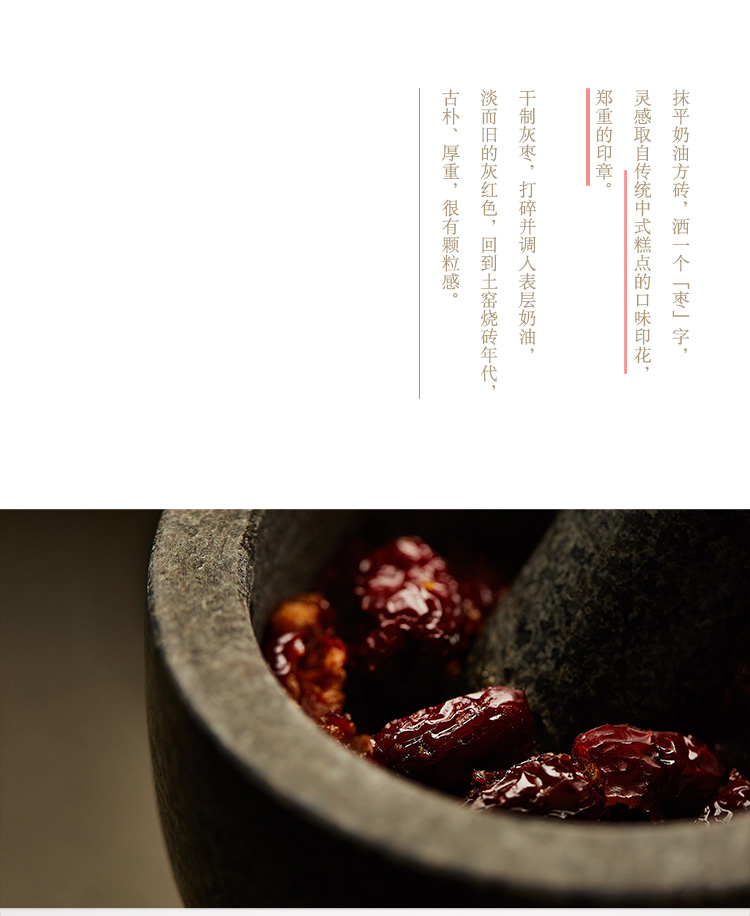 抹平奶油方砖，洒一个「枣」字，
灵感取自传统中式糕点的口味印花，
郑重的印章。
干制灰枣，打碎并调入表层奶油，
淡而旧的灰红色，回到土窑烧砖年代，
古朴、厚重，很有颗粒感。